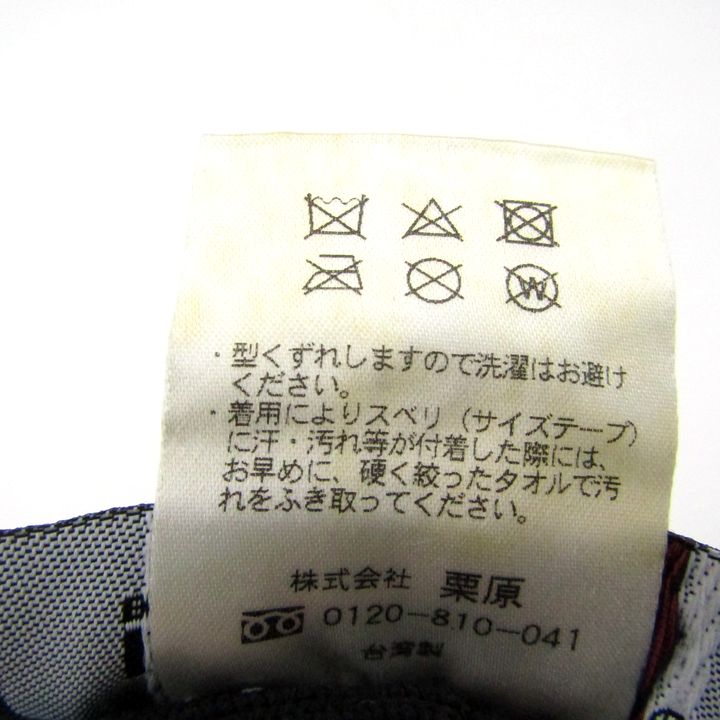 W
・型くずれしますので洗濯はお避け
ください。
・着用によりスベリ（サイズテープ）
に汗・汚れ等が付着した際には、
お早めに、硬く絞ったタオルで汚
れをふき取ってください。
株式会社 栗原
0120-810-041
台湾製